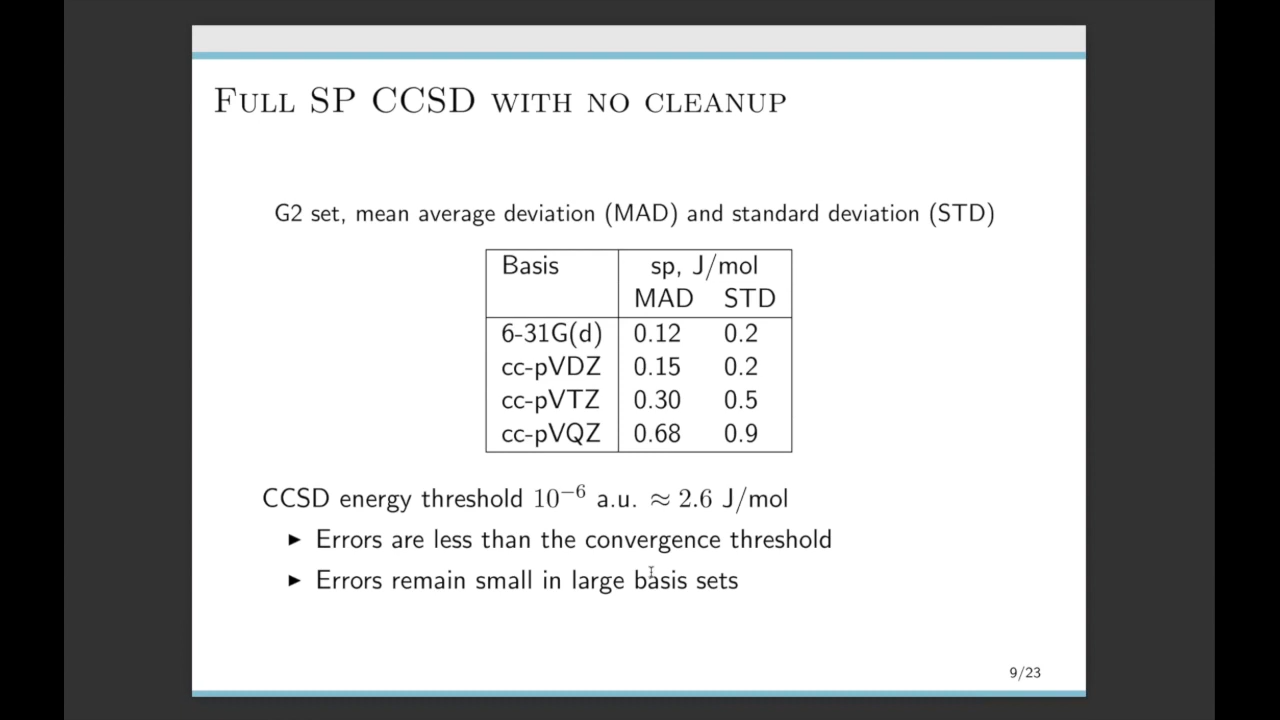 Full SP CCSD with no cleanup
G2 set, mean average deviation (MAD) and standard deviation (STD)
Basis sp, J/mol
MAD STD
6-31G(d) 0.12 0.2
cc-pVDZ 0.15 0.2
cc-pVTZ 0.30 0.5
cc-pVQZ 0.68 0.9
CCSD energy threshold 10⁻⁶ a.u. ≈ 2.6 J/mol
▶ Errors are less than the convergence threshold
▶ Errors remain small in large basis sets
9/23